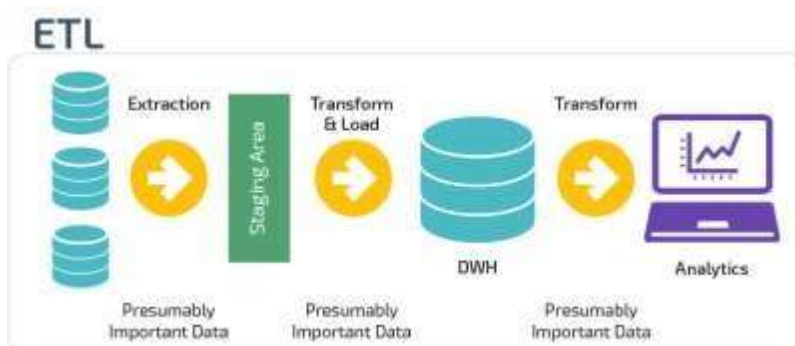 ETL
Extraction
Staging Area
Transform
& Load
Transform
DWH
Analytics
Presumably
Important Data
Presumably
Important Data
Presumably
Important Data